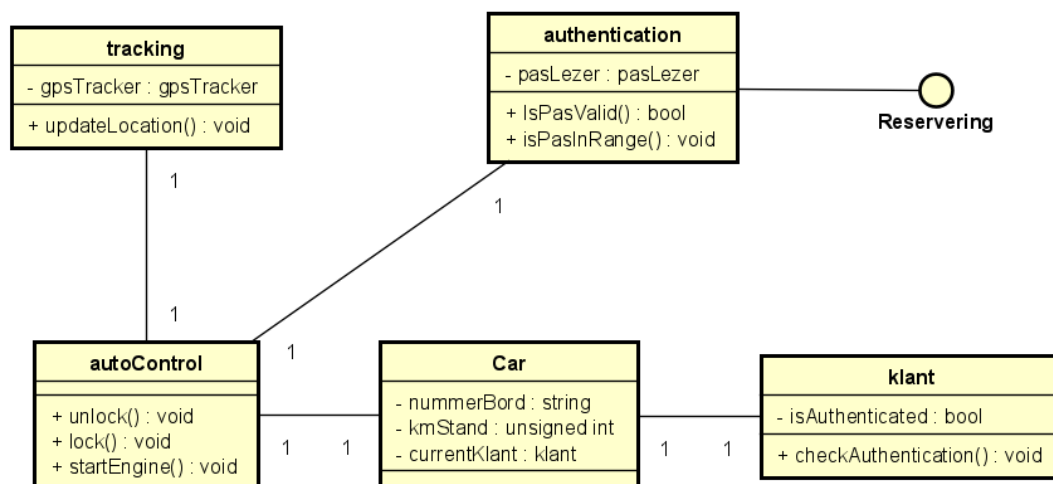 tracking
- gpsTracker : gpsTracker
+ updateLocation() : void
authentication
- pasLezer : pasLezer
+ IsPasValid() : bool
+ isPasInRange() : void
Reservering
1
1
1
1
autoControl
+ unlock() : void
+ lock() : void
+ startEngine() : void
1
1
Car
- nummerBord : string
- kmStand : unsigned int
- currentKlant : klant
1
1
klant
- isAuthenticated : bool
+ checkAuthentication() : void